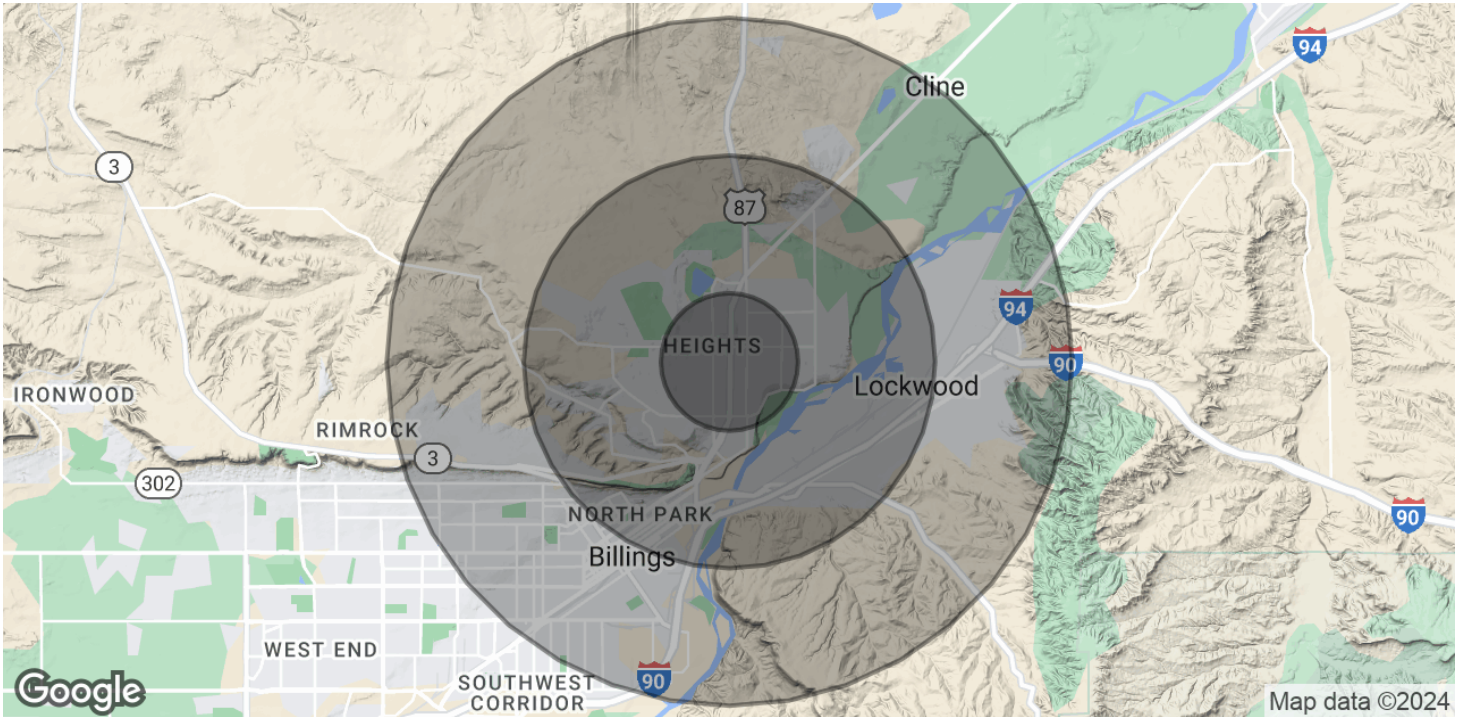 94
Cline
3
87
94
HEIGHTS
90
Lockwood
IRONWOOD
RIMROCK
3
302
NORTH PARK
90
Billings
WEST END
90
SOUTHWEST
CORRIDOR
Google
Map data ©2024